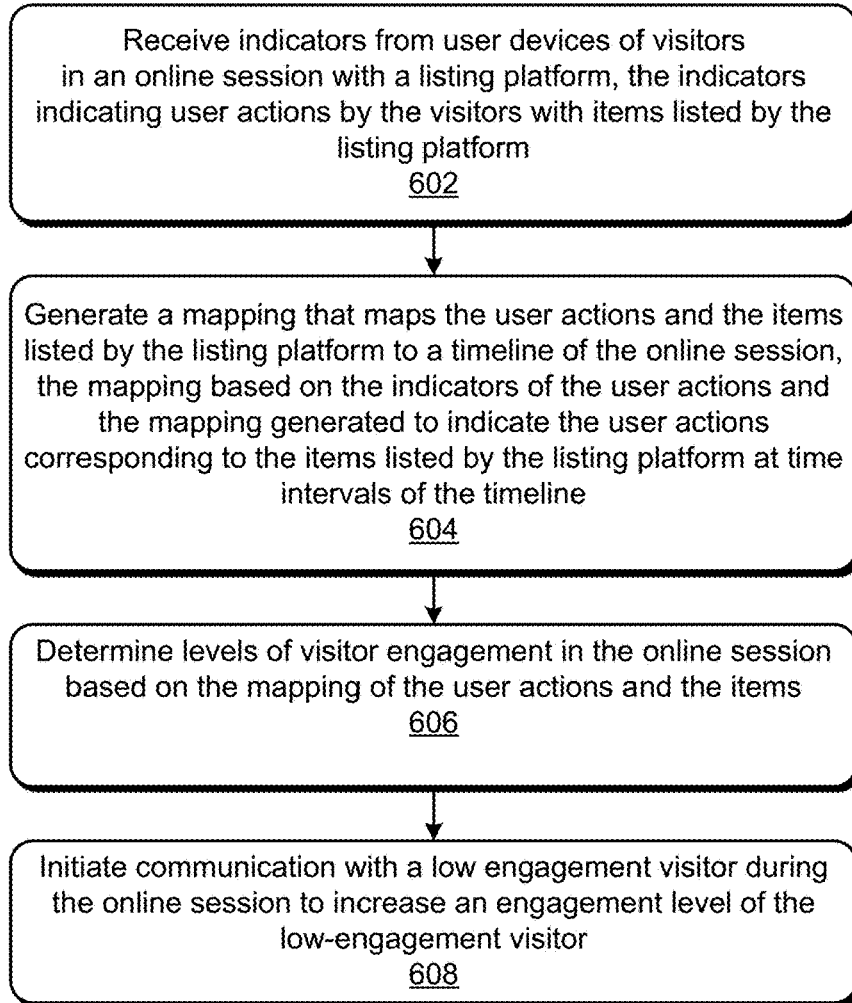 Receive indicators from user devices of visitors
in an online session with a listing platform, the indicators
indicating user actions by the visitors with items listed by the
listing platform
602
Generate a mapping that maps the user actions and the items
listed by the listing platform to a timeline of the online session,
the mapping based on the indicators of the user actions and
the mapping generated to indicate the user actions
corresponding to the items listed by the listing platform at time
intervals of the timeline
604
Determine levels of visitor engagement in the online session
based on the mapping of the user actions and the items
606
Initiate communication with a low engagement visitor during
the online session to increase an engagement level of the
low-engagement visitor
608